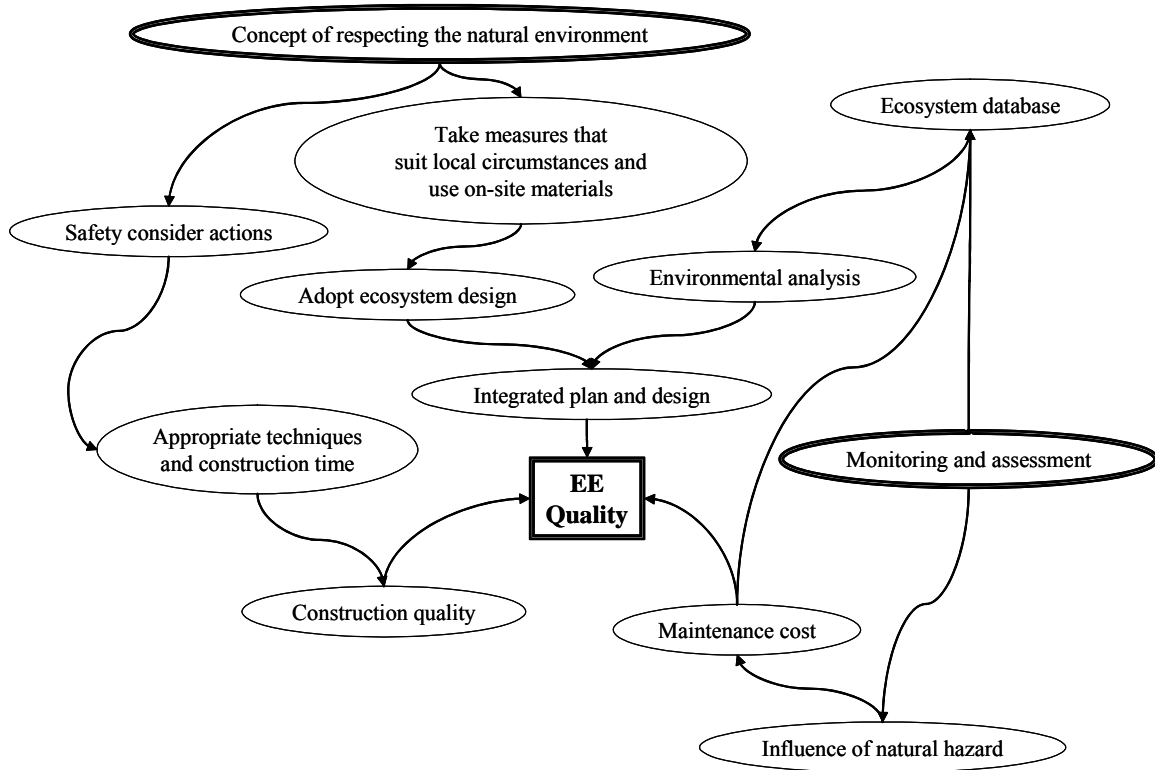 Concept of respecting the natural environment
Ecosystem database
Take measures that
suit local circumstances and
use on-site materials
Safety consider actions
Environmental analysis
Adopt ecosystem design
Integrated plan and design
Appropriate techniques
and construction time
Monitoring and assessment
EE
Quality
Construction quality
Maintenance cost
Influence of natural hazard